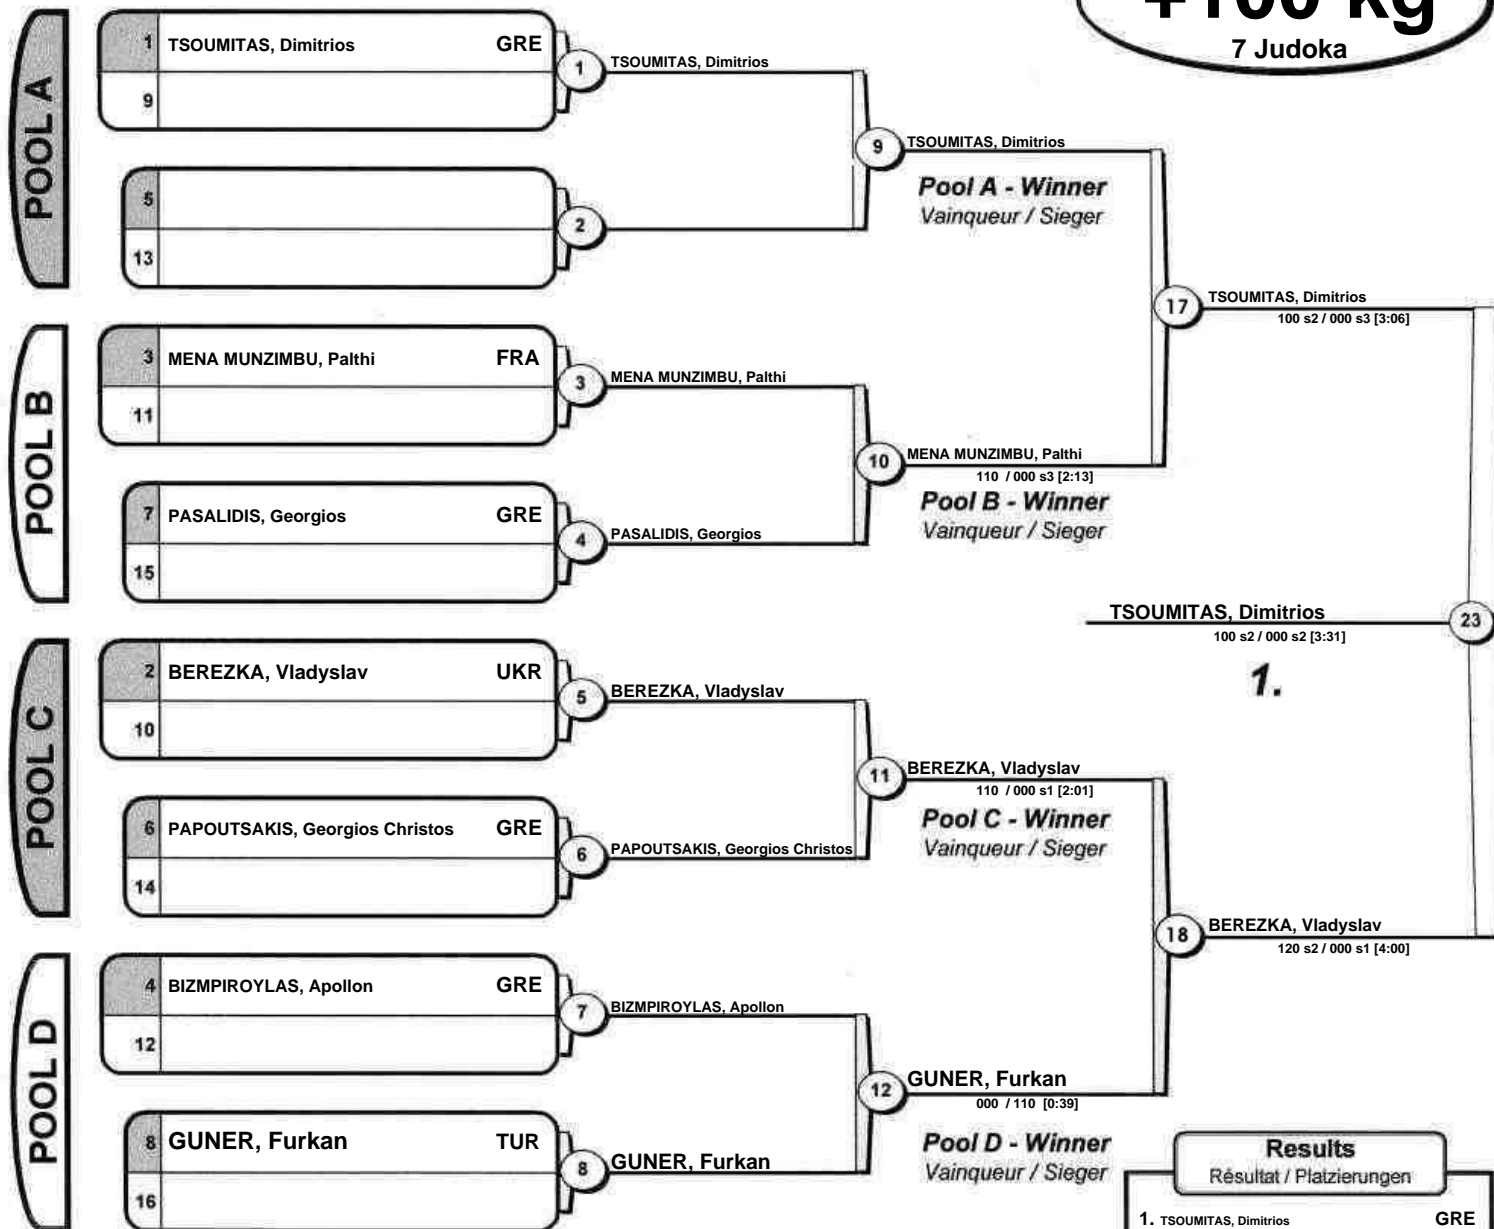 +100 kg
7 Judoka
POOL A
1 TSOUMITAS, Dimitrios GRE
9
5
13
1 TSOUMITAS, Dimitrios
2
9 TSOUMITAS, Dimitrios
Pool A - Winner
Vainqueur / Sieger
POOL B
3 MENA MUNZIMBU, Palthi FRA
11
7 PASALIDIS, Georgios GRE
15
3 MENA MUNZIMBU, Palthi
4 PASALIDIS, Georgios
10 MENA MUNZIMBU, Palthi
110 / 000 s3 [2:13]
Pool B - Winner
Vainqueur / Sieger
17 TSOUMITAS, Dimitrios
100 s2 / 000 s3 [3:06]
TSOUMITAS, Dimitrios 23
100 s2 / 000 s2 [3:31]
1.
POOL C
2 BEREZKA, Vladyslav UKR
10
6 PAPOUTSAKIS, Georgios Christos GRE
14
5 BEREZKA, Vladyslav
6 PAPOUTSAKIS, Georgios Christos
11 BEREZKA, Vladyslav
110 / 000 s1 [2:01]
Pool C - Winner
Vainqueur / Sieger
18 BEREZKA, Vladyslav
120 s2 / 000 s1 [4:00]
POOL D
4 BIZMPIROYLAS, Apollon GRE
12
8 GUNER, Furkan TUR
16
7 BIZMPIROYLAS, Apollon
8 GUNER, Furkan
12 GUNER, Furkan
000 / 110 [0:39]
Pool D - Winner
Vainqueur / Sieger
Results
Résultat / Platzierungen
1. TSOUMITAS, Dimitrios GRE